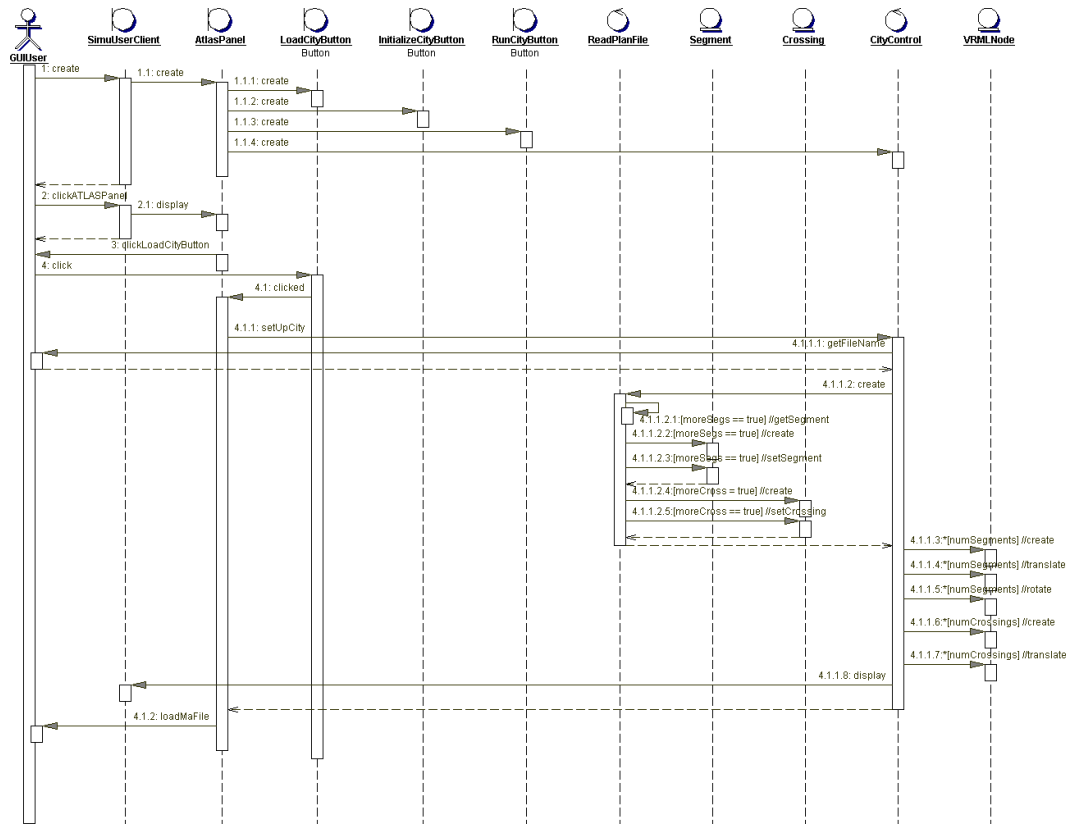 GUIUser
SimuUserClient
AtlasPanel
LoadCityButton
Button
InitializeCityButton
Button
RunCityButton
Button
ReadPlanFile
Segment
Crossing
CityControl
VRMLNode
1: create
1.1: create
1.1.1: create
1.1.2: create
1.1.3: create
1.1.4: create
2: clickATLASPanel
2.1: display
3: clickLoadCityButton
4: click
4.1: clicked
4.1.1: setUpCity
4.1.1.1: getFileName
4.1.1.2: create
4.1.1.2.1:[moreSegs == true] //getSegment
4.1.1.2.2:[moreSegs == true] //create
4.1.1.2.3:[moreSegs == true] //setSegment
4.1.1.2.4:[moreCross = true] //create
4.1.1.2.5:[moreCross == true] //setCrossing
4.1.1.3:*[numSegments] //create
4.1.1.4:*[numSegments] //translate
4.1.1.5:*[numSegments] //rotate
4.1.1.6:*[numCrossings] //create
4.1.1.7:*[numCrossings] //translate
4.1.1.8: display
4.1.2: loadMaFile